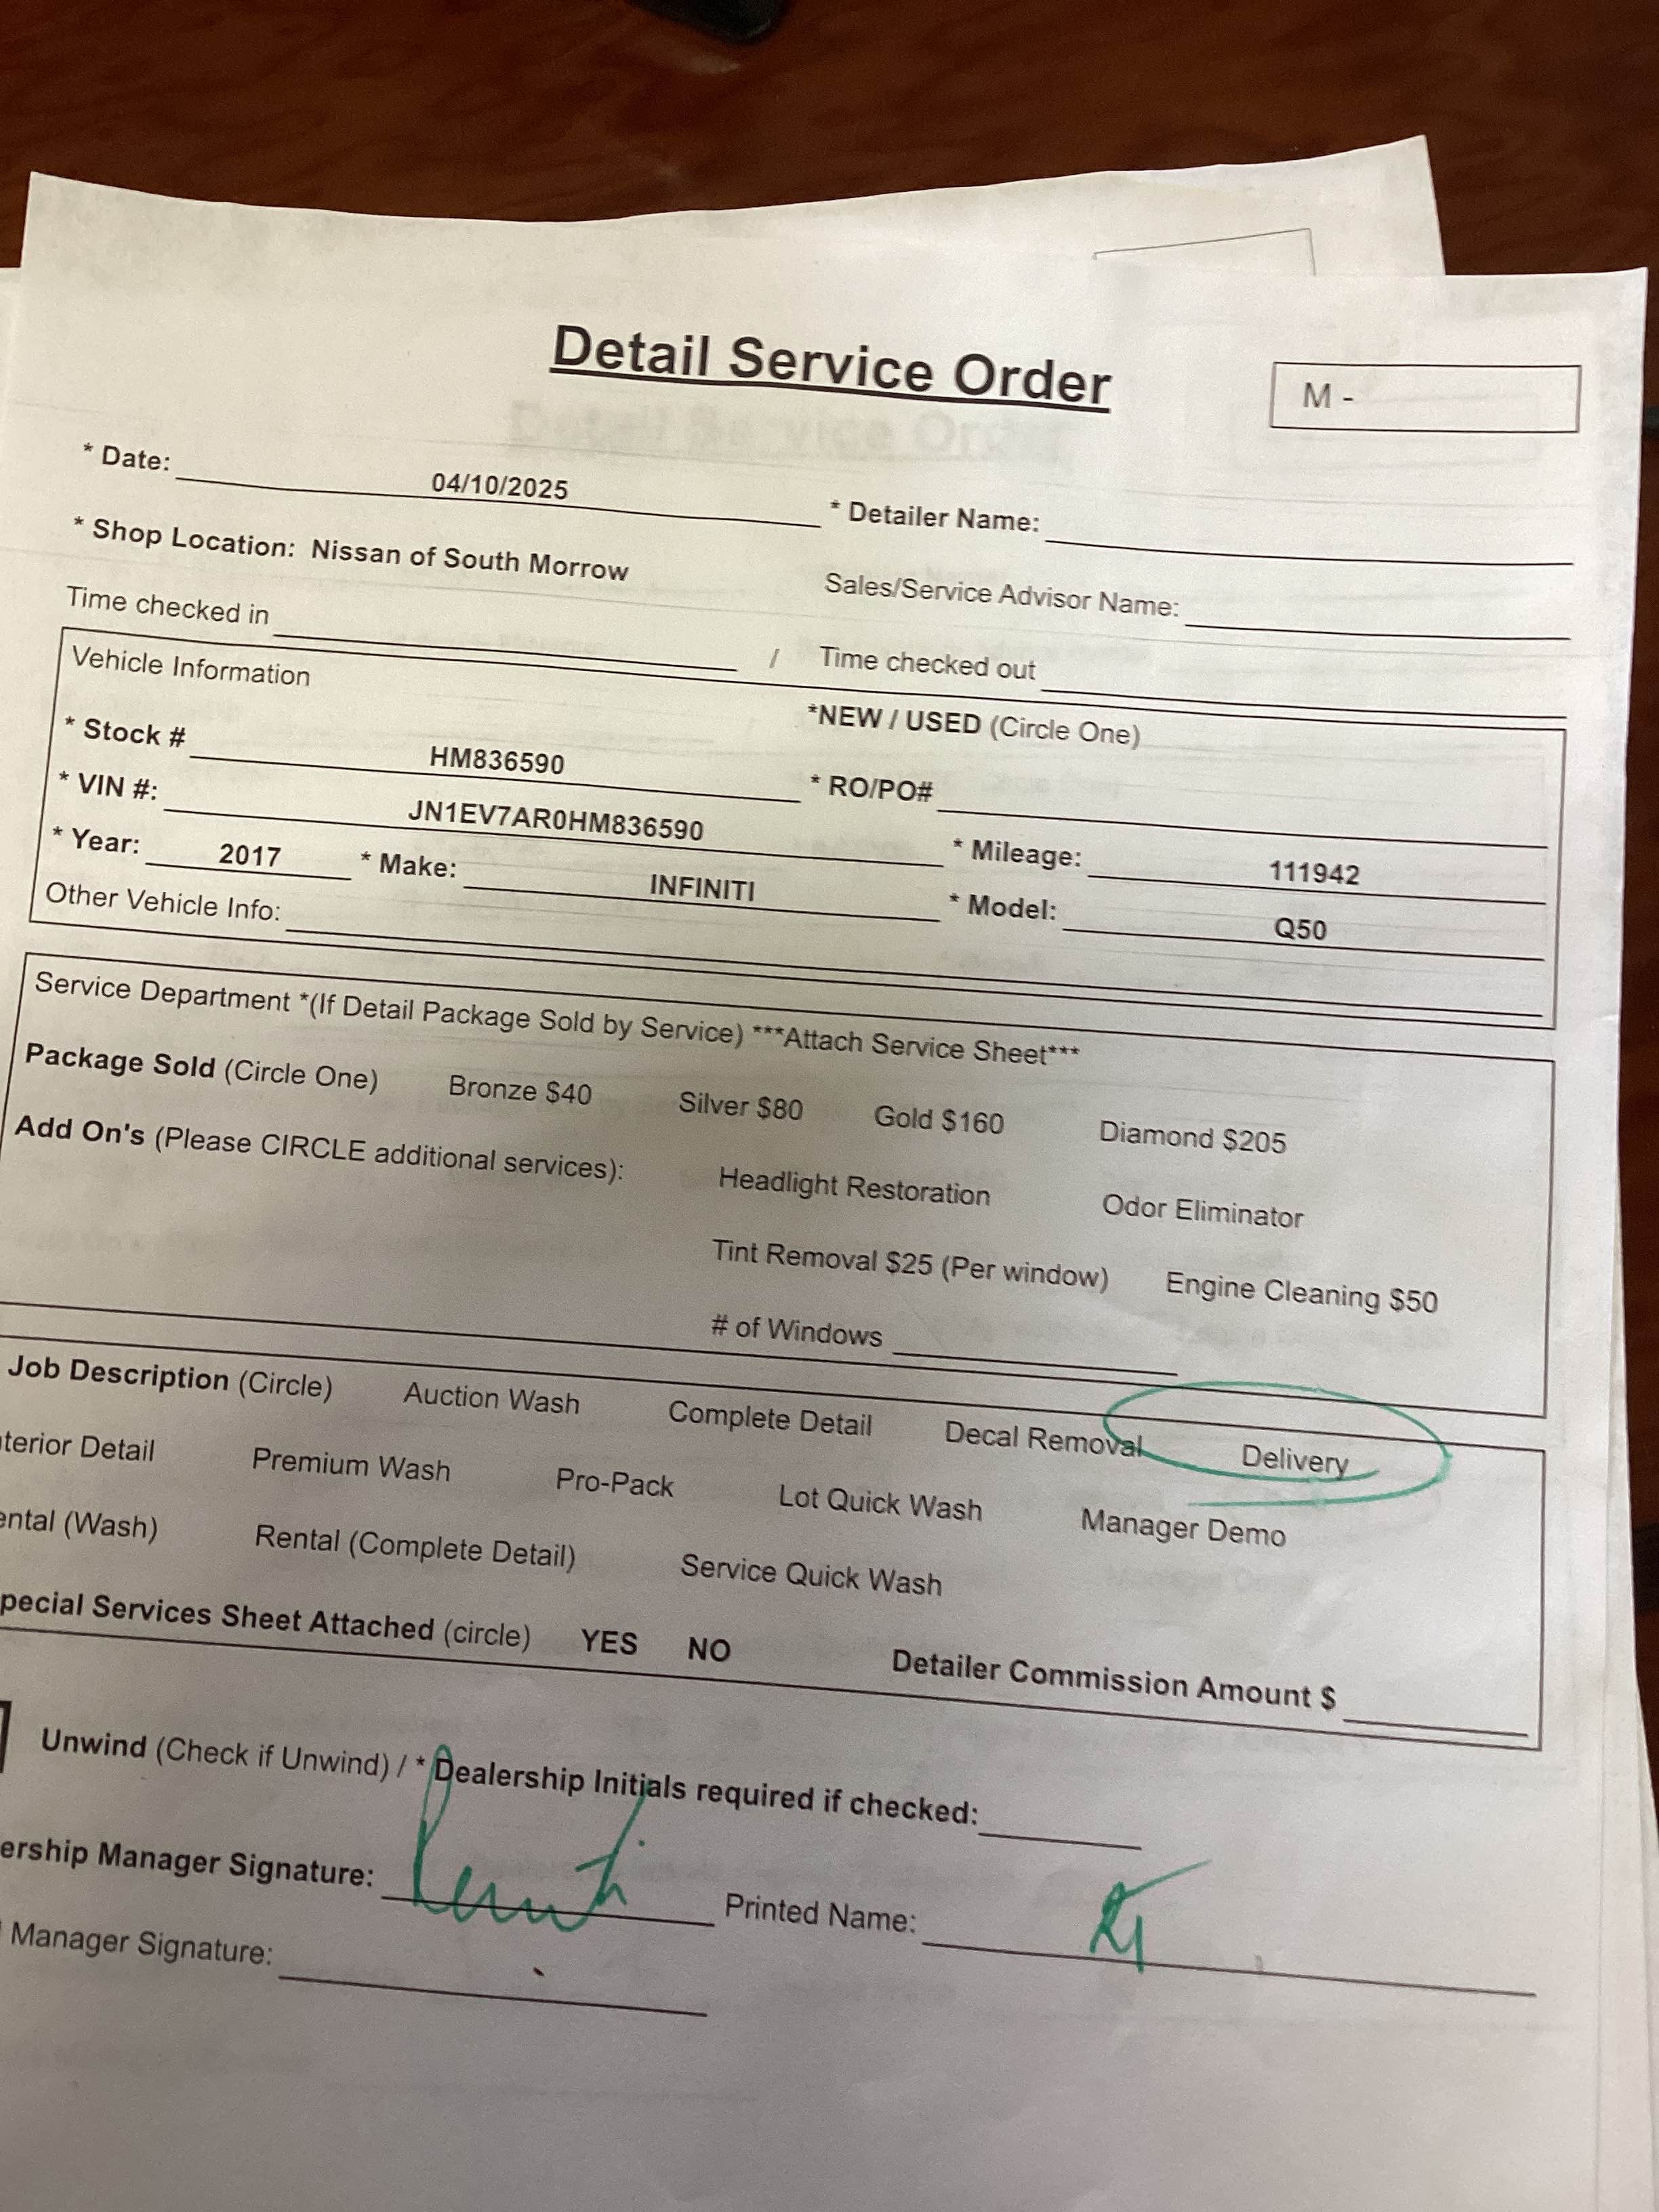 Detail Service Order
M -
* Date: 04/10/2025 * Detailer Name:
* Shop Location: Nissan of South Morrow Sales/Service Advisor Name:
Time checked in / Time checked out
Vehicle Information *NEW / USED (Circle One)
* Stock # HM836590 * RO/PO#
* VIN #: JN1EV7AR0HM836590 * Mileage: 111942
* Year: 2017 * Make: INFINITI * Model: Q50
Other Vehicle Info:
Service Department *(If Detail Package Sold by Service) ***Attach Service Sheet***
Package Sold (Circle One) Bronze $40 Silver $80 Gold $160 Diamond $205
Add On's (Please CIRCLE additional services): Headlight Restoration Odor Eliminator
Tint Removal $25 (Per window) Engine Cleaning $50
# of Windows
Job Description (Circle) Auction Wash Complete Detail Decal Removal Delivery
terior Detail Premium Wash Pro-Pack Lot Quick Wash Manager Demo
ental (Wash) Rental (Complete Detail) Service Quick Wash
pecial Services Sheet Attached (circle) YES NO Detailer Commission Amount $
Unwind (Check if Unwind) / * Dealership Initials required if checked:
ership Manager Signature: Printed Name:
Manager Signature: